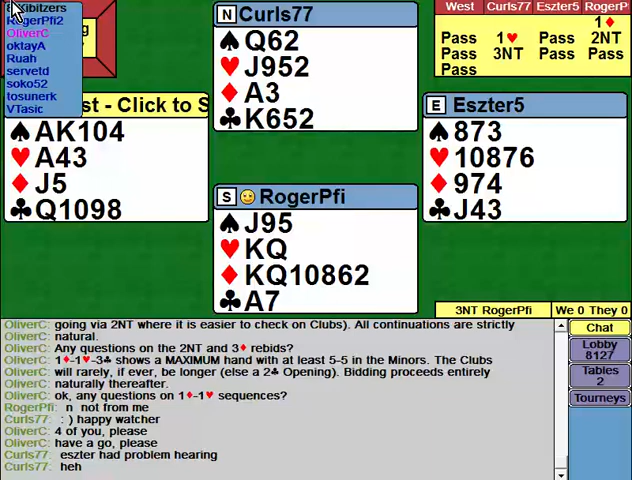 kibitzers
RogerPfi2
OliverC
oktayA
Ruah
servetd
soko52
tosunerk
VTasic
N Curls77
♠ Q62
♥ J952
♦ A3
♣ K652
West Curls77 Eszter5 RogerP
1♦
Pass 1♥ Pass 2NT
Pass 3NT Pass Pass
Pass
st - Click to S
♠ AK104
♥ A43
♦ J5
♣ Q1098
E Eszter5
♠ 873
♥ 10876
♦ 974
♣ J43
S RogerPfi
♠ J95
♥ KQ
♦ KQ10862
♣ A7
3NT RogerPfi We 0 They 0
OliverC: going via 2NT where it is easier to check on Clubs). All continuations are strictly
OliverC: natural.
OliverC: Any questions on the 2NT and 3♦ rebids?
OliverC: 1♦-1♥-3♣ shows a MAXIMUM hand with at least 5-5 in the Minors. The Clubs
OliverC: will rarely, if ever, be longer (else a 2♣ Opening). Bidding proceeds entirely
OliverC: naturally thereafter.
OliverC: ok, any questions on 1♦-1♥ sequences?
RogerPfi: n not from me
Curls77: : ) happy watcher
OliverC: 4 of you, please
OliverC: have a go, please
Curls77: eszter had problem hearing
Curls77: heh
Chat
Lobby
8127
Tables
2
Tourneys